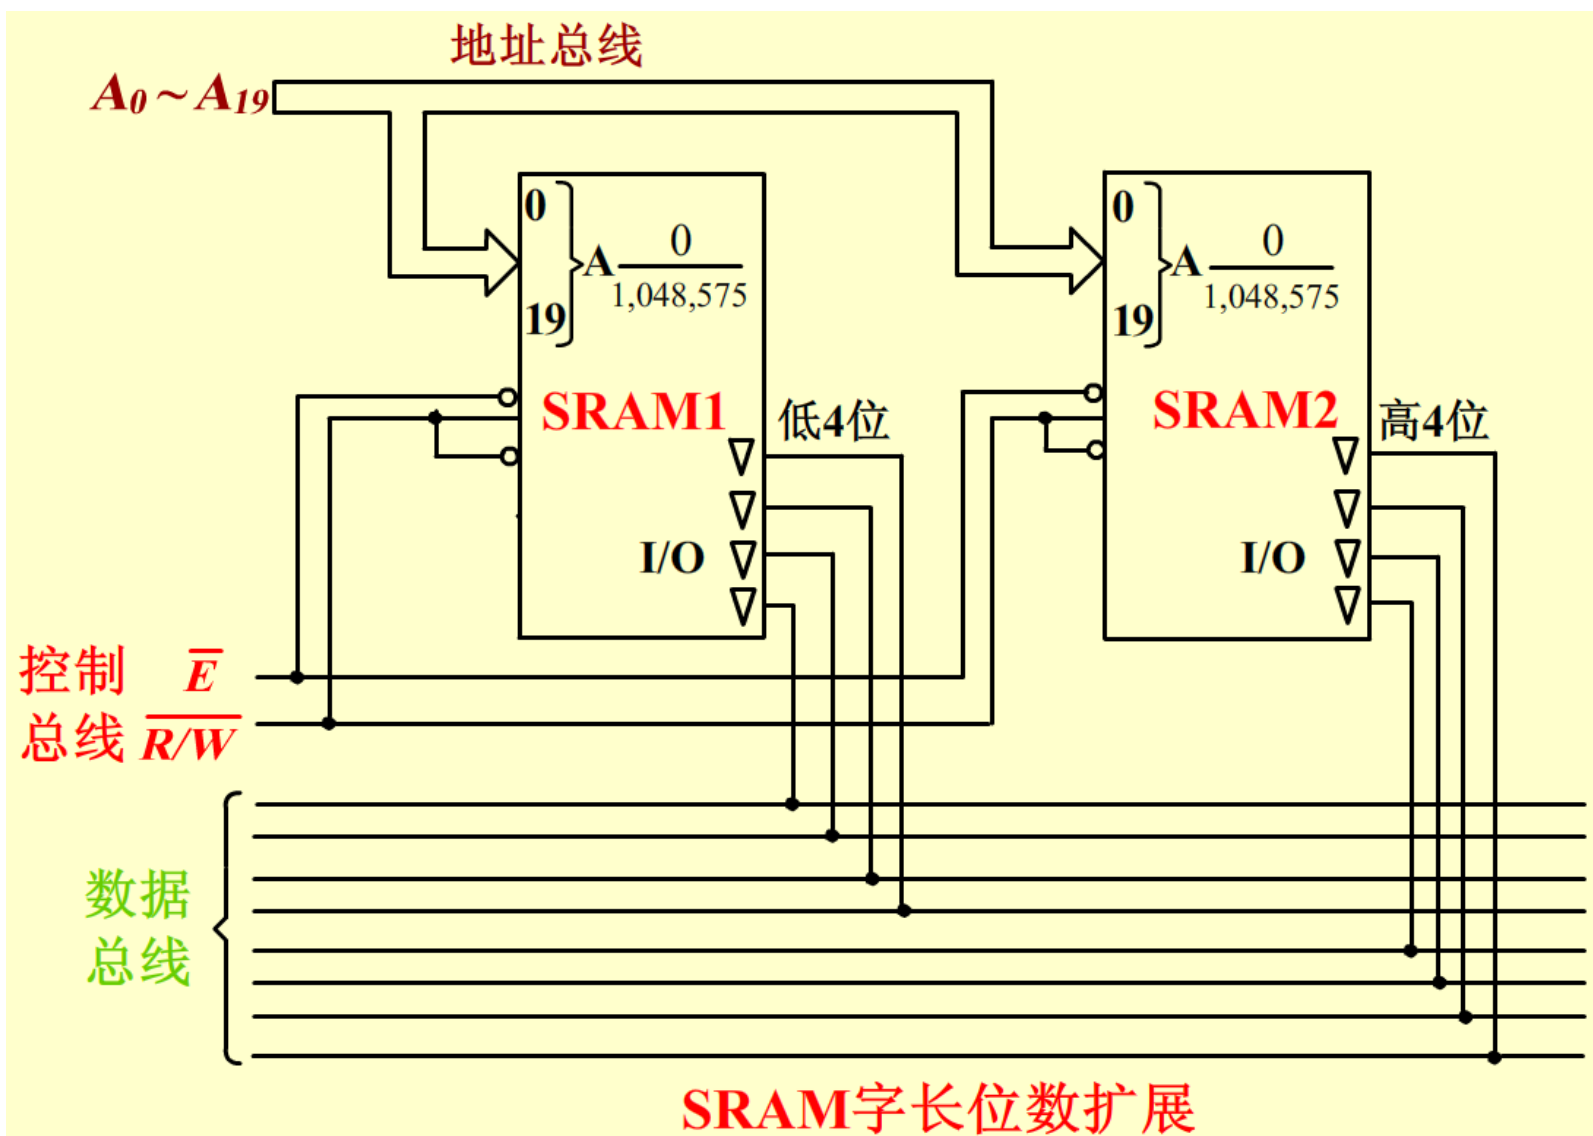 地址总线
A0~A19
0
19
A 0
1,048,575
SRAM1
低4位
I/O
0
19
A 0
1,048,575
SRAM2
高4位
I/O
控制 E
总线 R/W
数据
总线
SRAM字长位数扩展